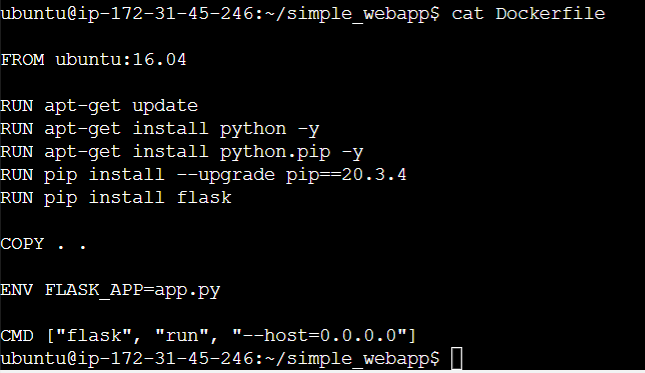 ubuntu@ip-172-31-45-246:~/simple_webapp$ cat Dockerfile
FROM ubuntu:16.04
RUN apt-get update
RUN apt-get install python -y
RUN apt-get install python.pip -y
RUN pip install --upgrade pip==20.3.4
RUN pip install flask
COPY . .
ENV FLASK_APP=app.py
CMD ["flask", "run", "--host=0.0.0.0"]
ubuntu@ip-172-31-45-246:~/simple_webapp$